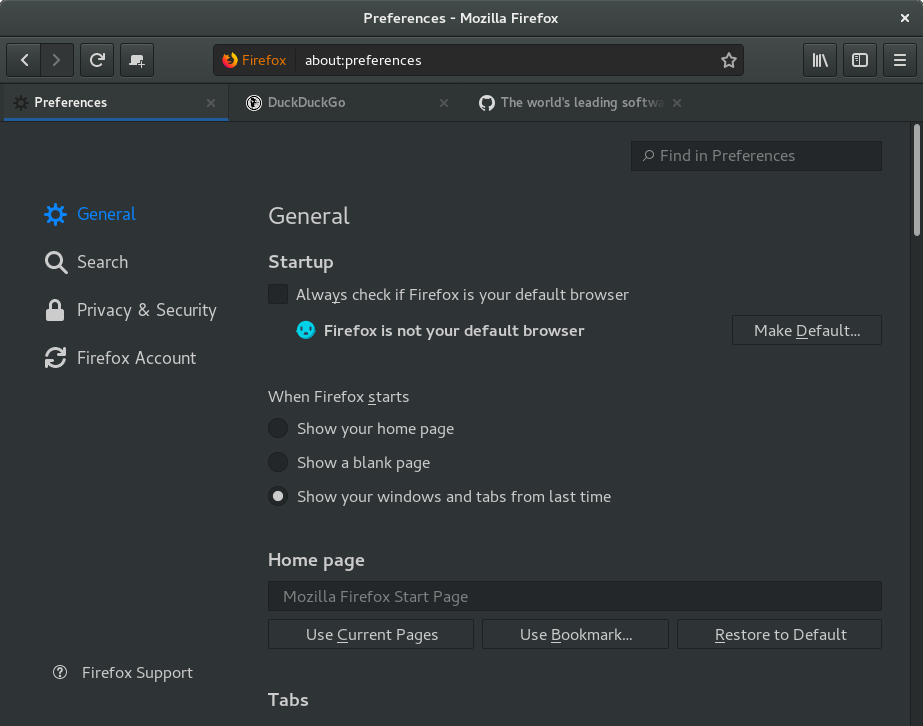 Preferences - Mozilla Firefox
Firefox about:preferences
Preferences DuckDuckGo The world's leading softwa
Find in Preferences
General
Search
Privacy & Security
Firefox Account
General
Startup
Always check if Firefox is your default browser
Firefox is not your default browser Make Default...
When Firefox starts
Show your home page
Show a blank page
Show your windows and tabs from last time
Home page
Mozilla Firefox Start Page
Use Current Pages Use Bookmark... Restore to Default
Firefox Support
Tabs